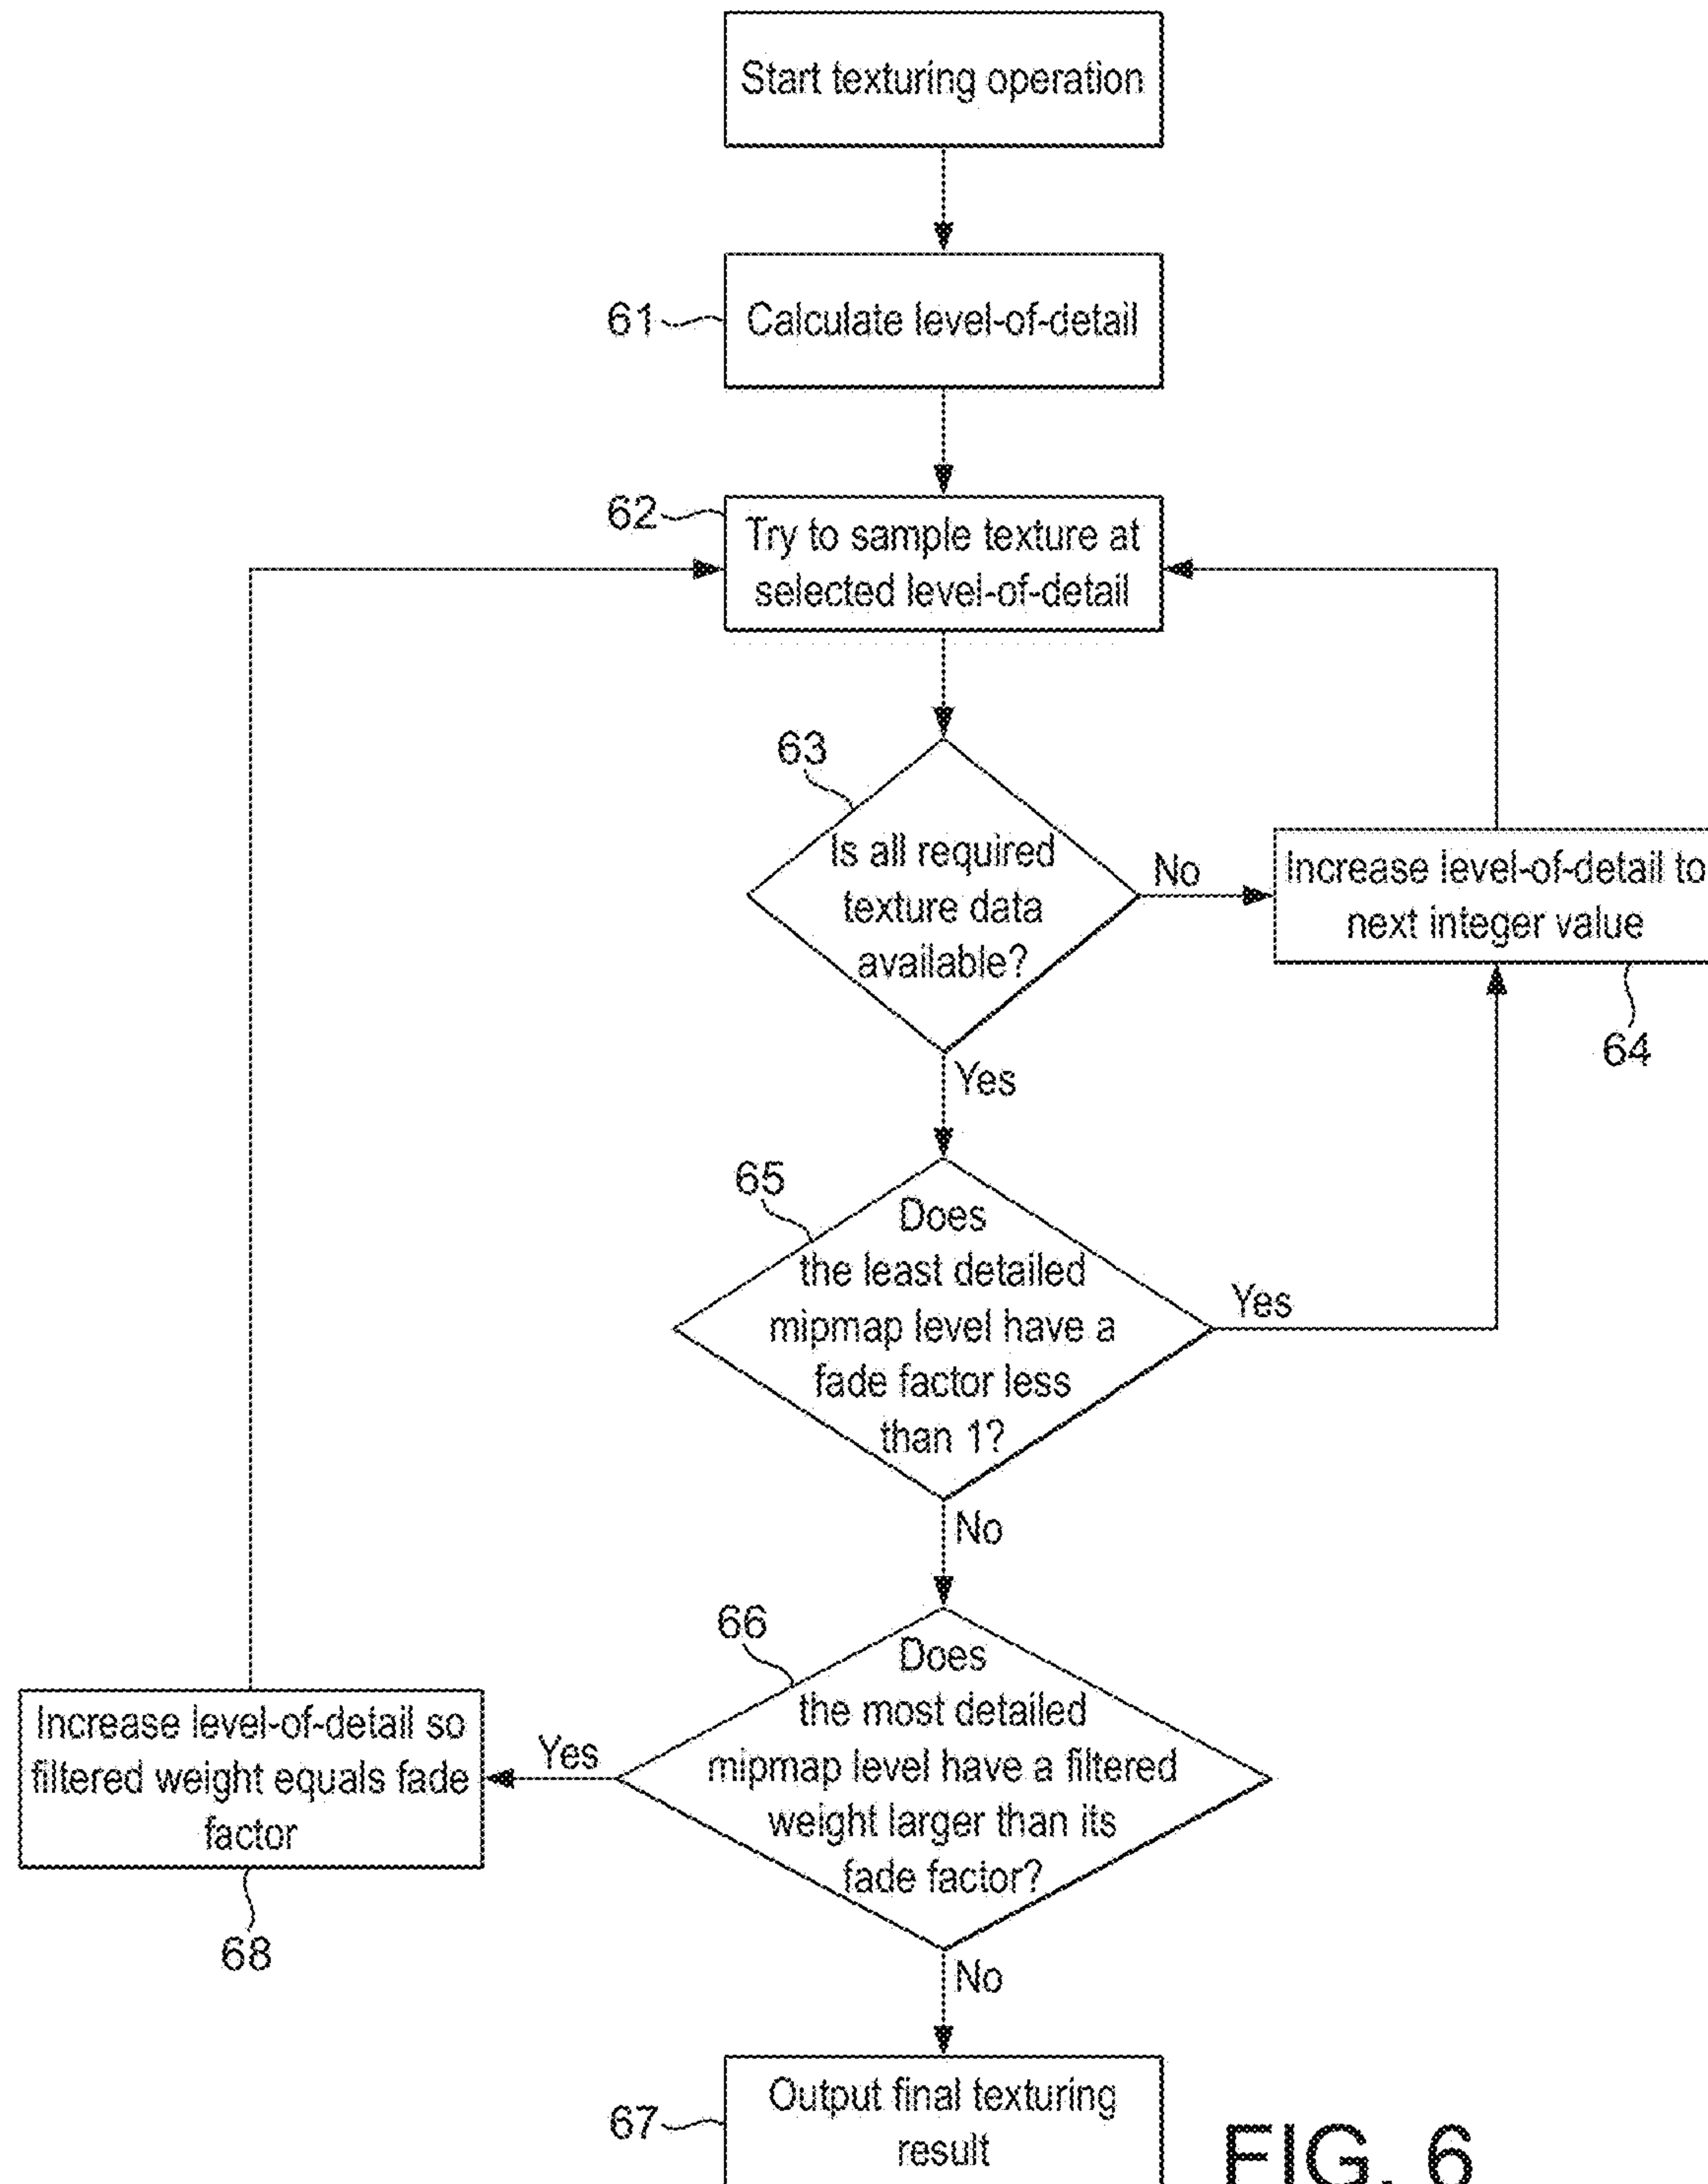 Start texturing operation
61
Calculate level-of-detail
62
Try to sample texture at
selected level-of-detail
63
Is all required
texture data
available?
No
Increase level-of-detail to
next integer value
64
Yes
65
Does
the least detailed
mipmap level have a
fade factor less
than 1?
Yes
No
66
Does
the most detailed
mipmap level have a filtered
weight larger than its
fade factor?
Yes
Increase level-of-detail so
filtered weight equals fade
factor
68
No
67
Output final texturing
result
FIG. 6